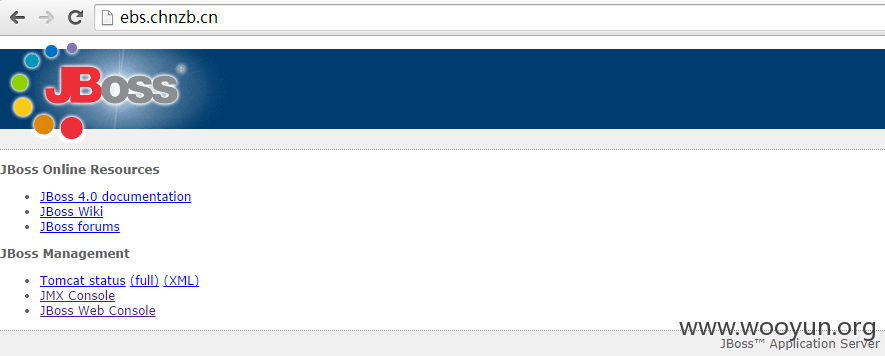 ebs.chnzb.cn
JBoss®
JBoss Online Resources
JBoss 4.0 documentation
JBoss Wiki
JBoss forums
JBoss Management
Tomcat status (full) (XML)
JMX Console
JBoss Web Console
www.wooyun.org
JBoss™ Application Server